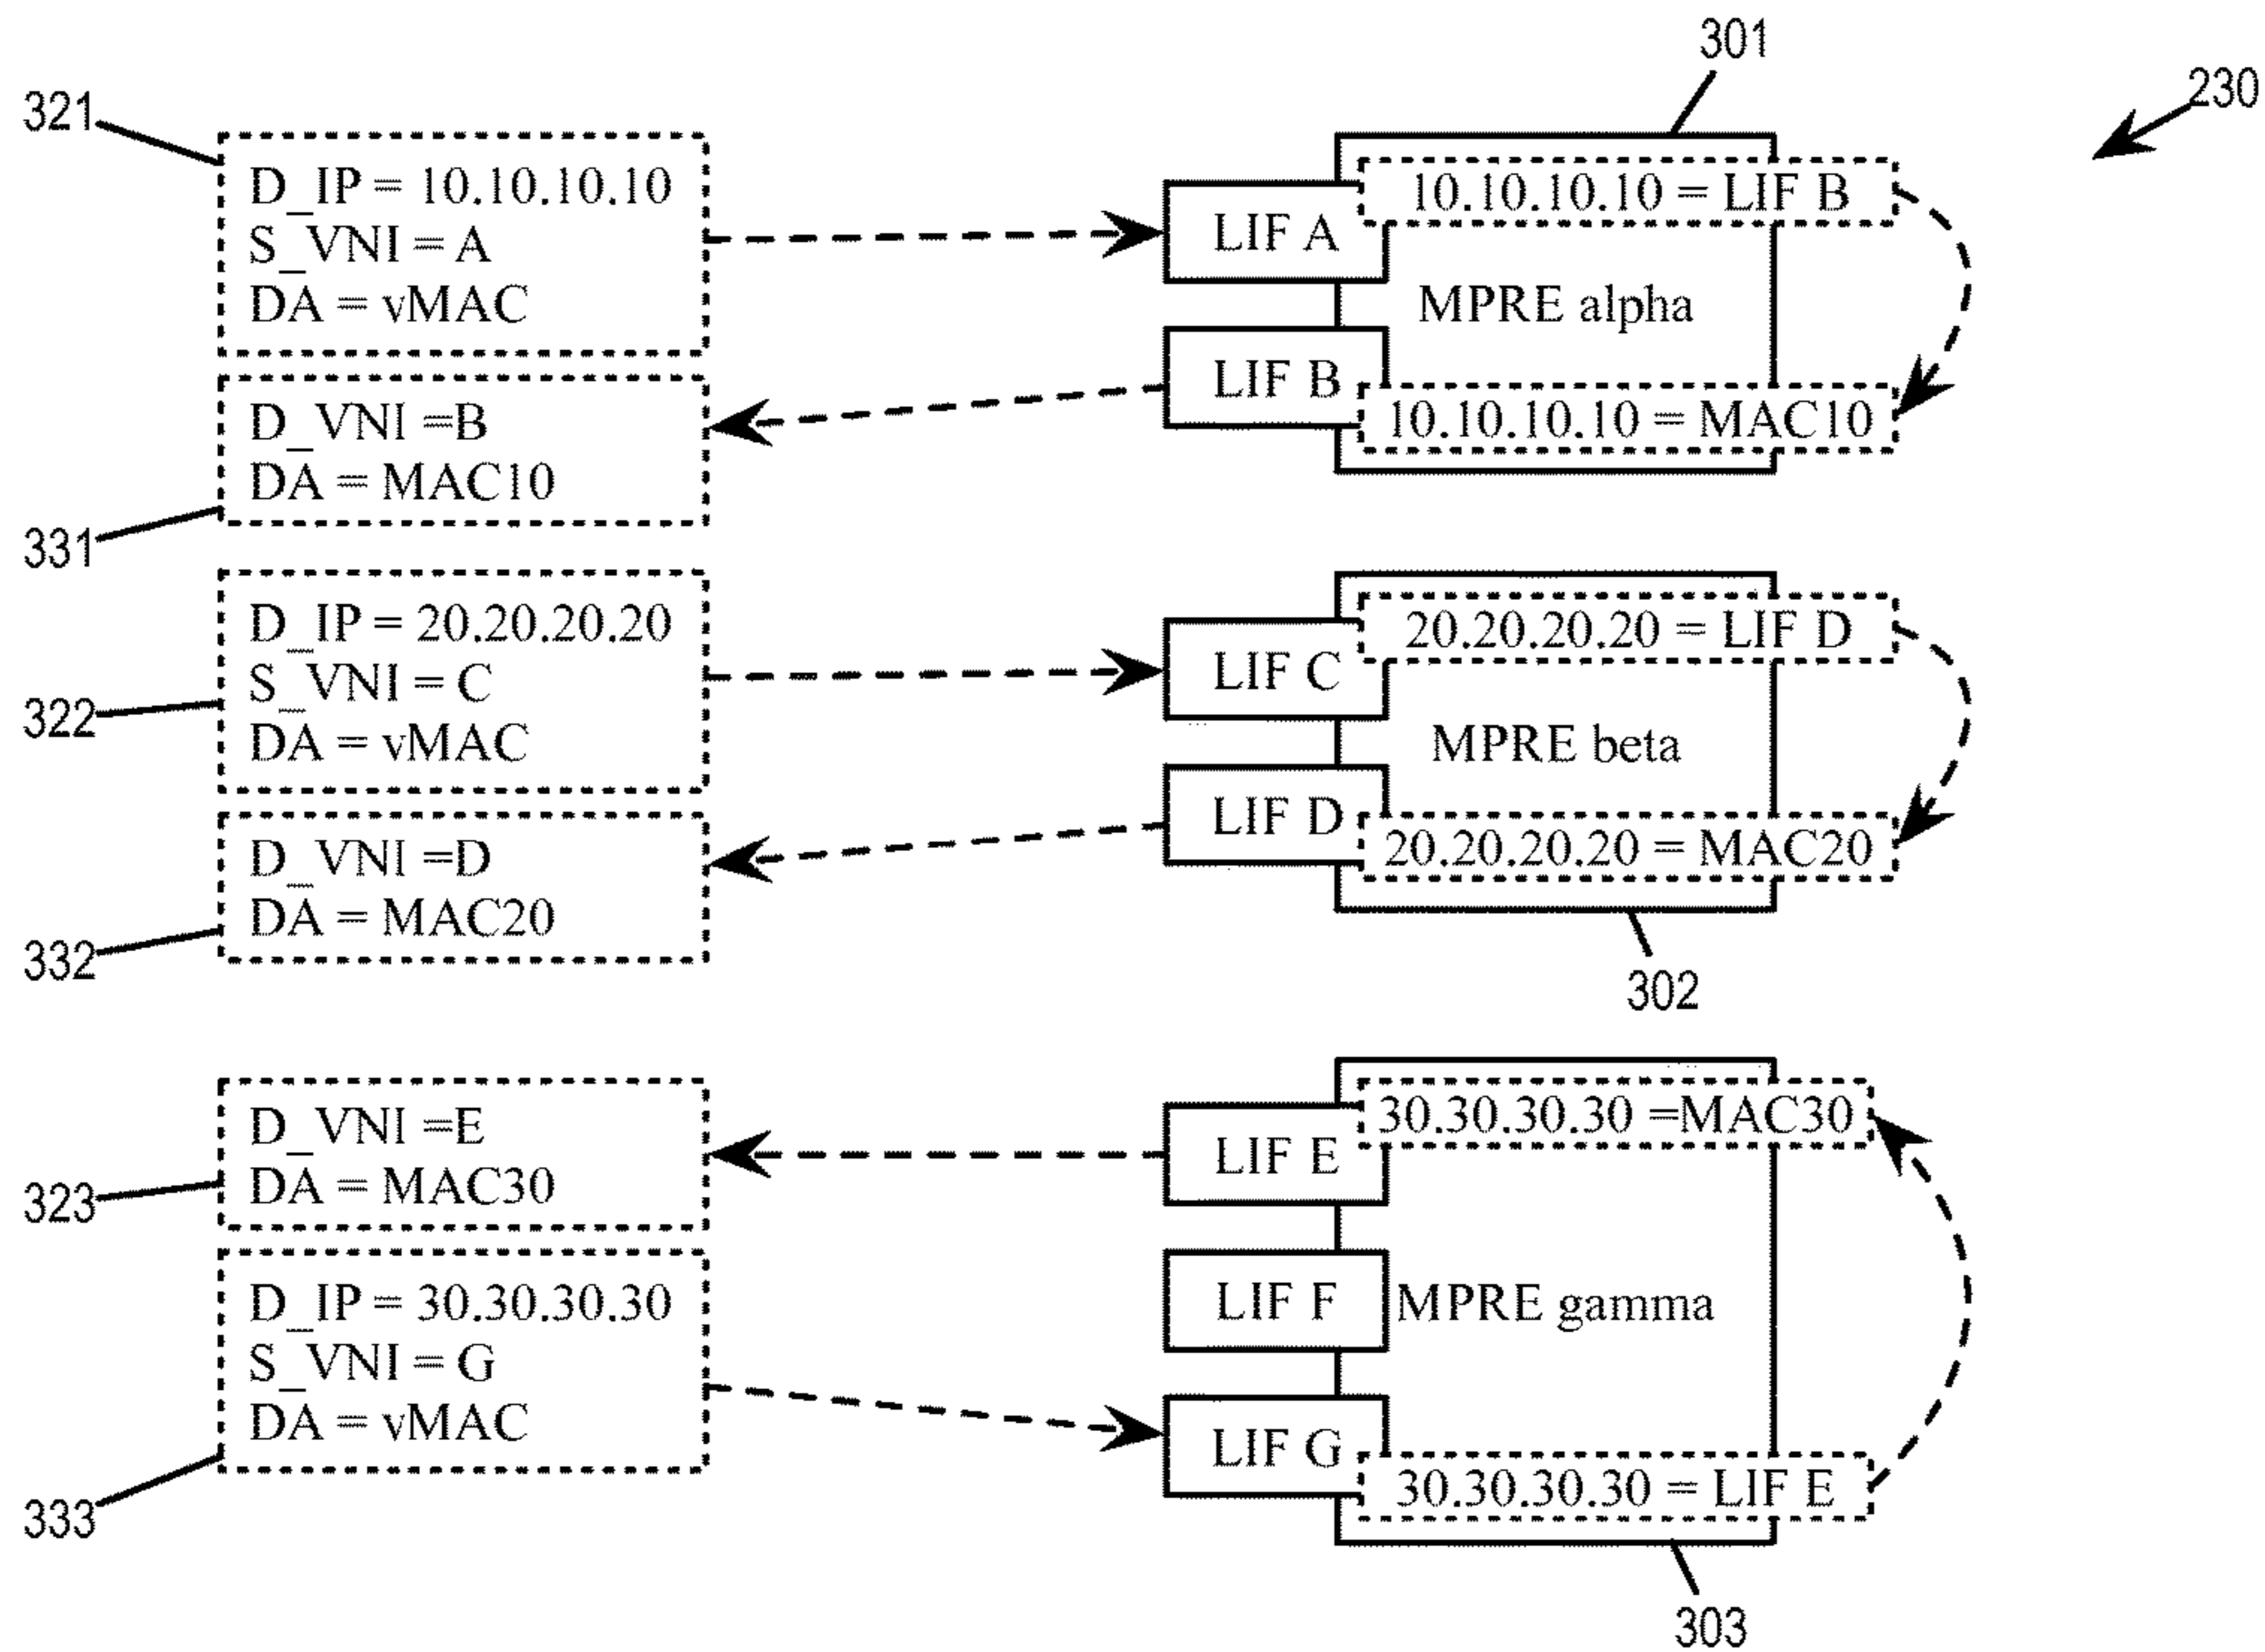 301
230
321
D_IP = 10.10.10.10
S_VNI = A
DA = vMAC
LIF A
10.10.10.10 = LIF B
MPRE alpha
LIF B
10.10.10.10 = MAC10
D_VNI =B
DA = MAC10
331
D_IP = 20.20.20.20
S_VNI = C
DA = vMAC
322
LIF C
20.20.20.20 = LIF D
MPRE beta
LIF D
20.20.20.20 = MAC20
D_VNI =D
DA = MAC20
332
302
D_VNI =E
DA = MAC30
323
LIF E
30.30.30.30 =MAC30
LIF F
MPRE gamma
D_IP = 30.30.30.30
S_VNI = G
DA = vMAC
333
LIF G
30.30.30.30 = LIF E
303